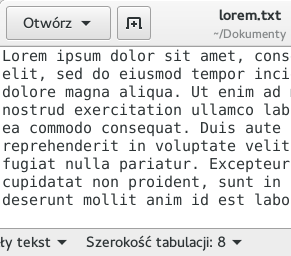 Otwórz
lorem.txt
~/Dokumenty
Lorem ipsum dolor sit amet, cons
elit, sed do eiusmod tempor inci
dolore magna aliqua. Ut enim ad
nostrud exercitation ullamco lab
ea commodo consequat. Duis aute
reprehenderit in voluptate velit
fugiat nulla pariatur. Excepteur
cupidatat non proident, sunt in
deserunt mollit anim id est labo
ły tekst
Szerokość tabulacji: 8